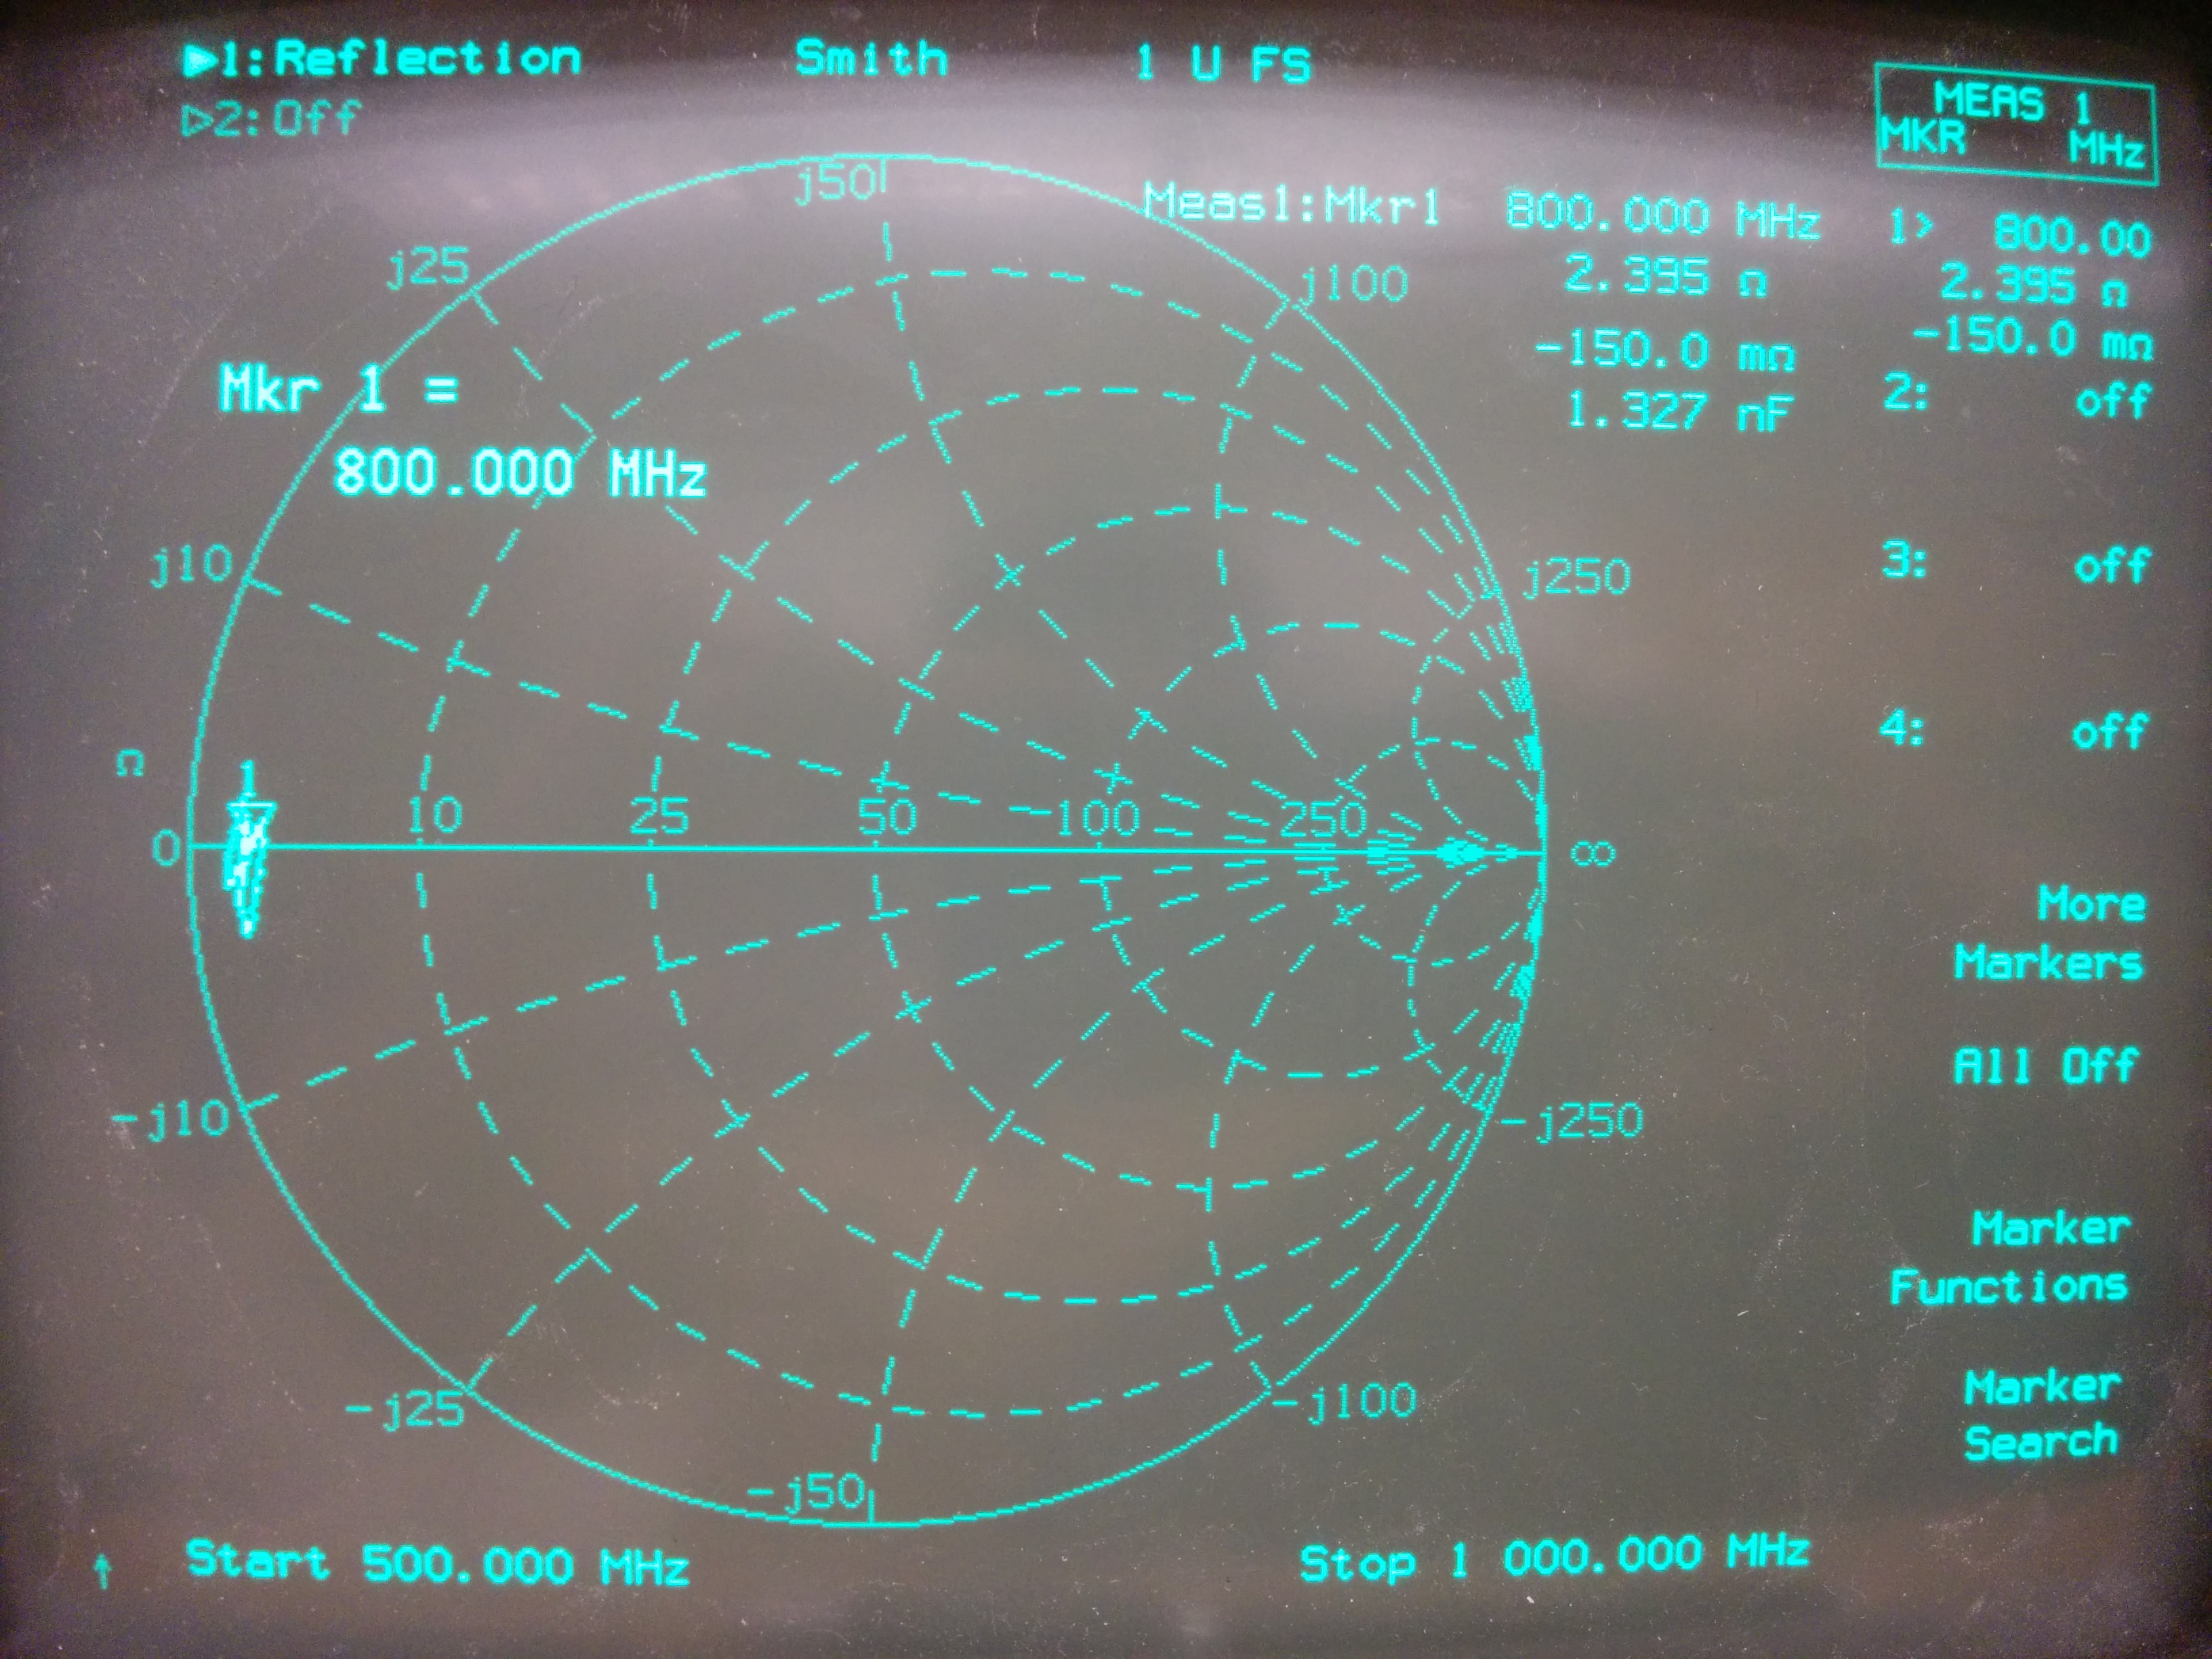 ▷1:Reflection Smith 1 U FS
▷2:Off
MEAS 1
MKR MHz
Meas1:Mkr1 800.000 MHz
2.395 Ω
-150.0 mΩ
1.327 nF
1> 800.00
2.395 Ω
-150.0 mΩ
2: off
3: off
4: off
More
Markers
All Off
Marker
Functions
Marker
Search
Mkr 1 =
800.000 MHz
j50
j25
j100
j10
j250
Ω
1
0 10 25 50 100 250 ∞
-j10
-j250
-j25
-j100
-j50
↑ Start 500.000 MHz Stop 1 000.000 MHz